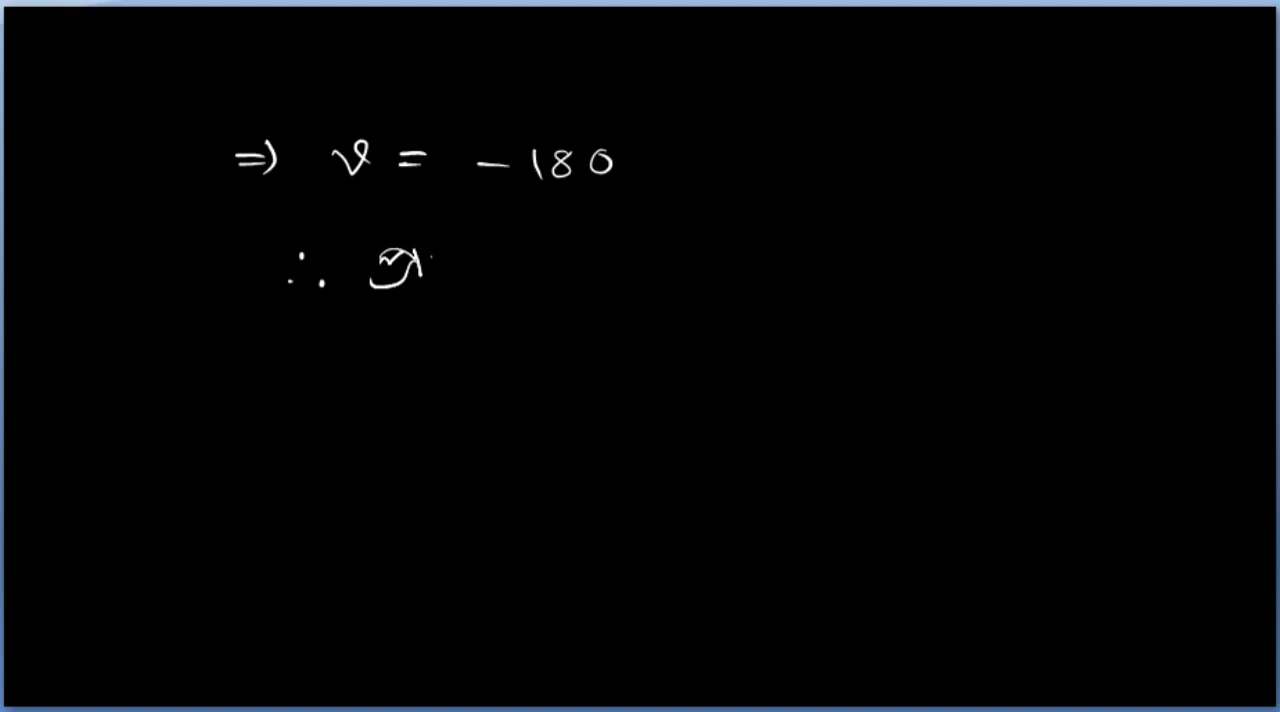 ⇒ v = - 180
∴